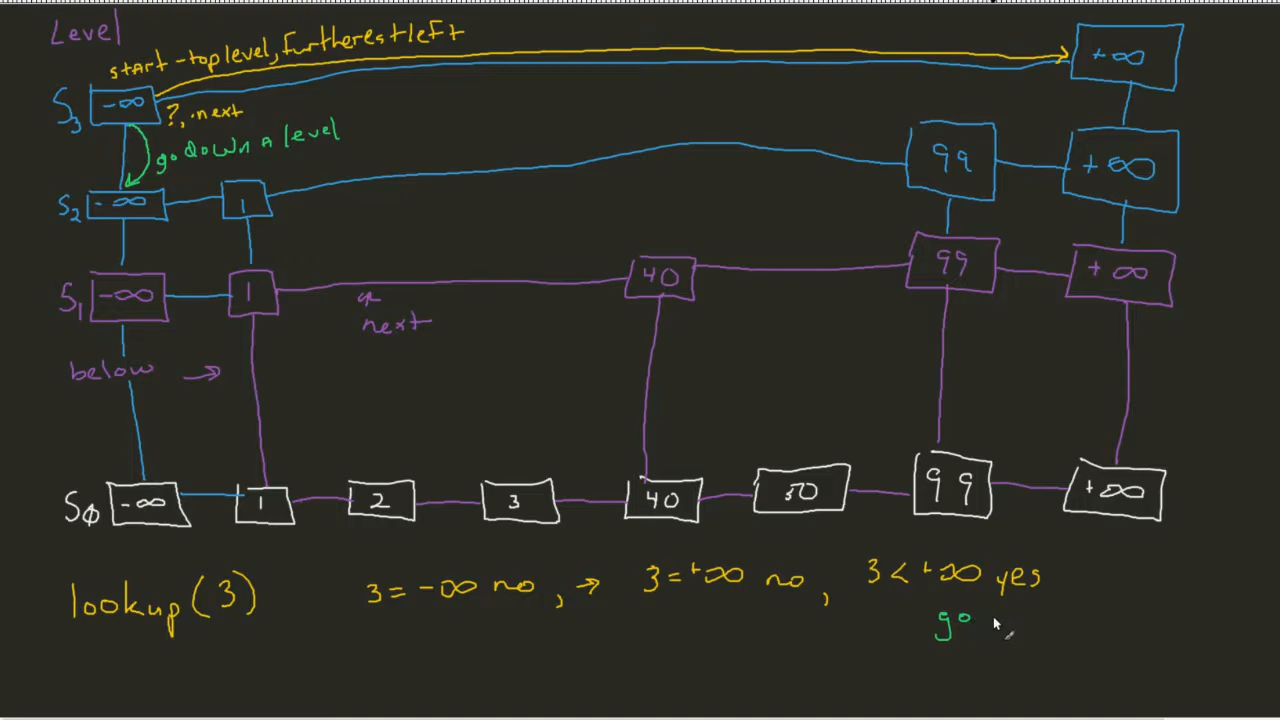 Level
start-top level, furtherest left
+∞
S3 -∞
?, .next
go down a level
S2 -∞ 1 99 +∞
S1 -∞ 1 40 99 +∞
next
below →
S0 -∞ 1 2 3 40 50 99 +∞
lookup(3) 3 = -∞ no, → 3 = +∞ no, 3 < +∞ yes
go